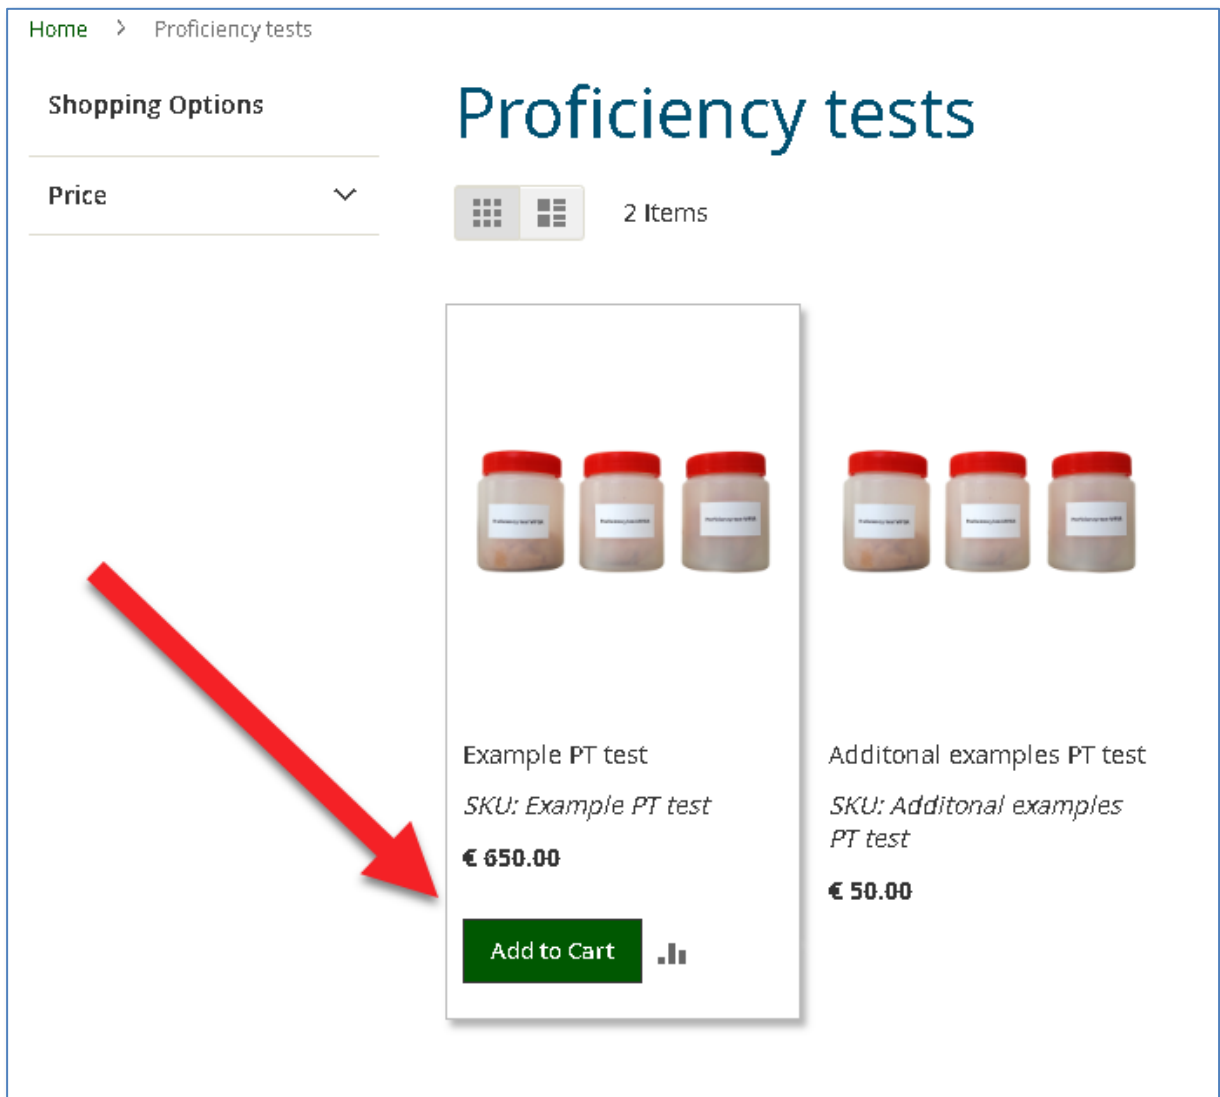 Home > Proficiency tests
Shopping Options
Price
Proficiency tests
2 Items
Example PT test
SKU: Example PT test
€ 650.00
Add to Cart
Additonal examples PT test
SKU: Additonal examples
PT test
€ 50.00